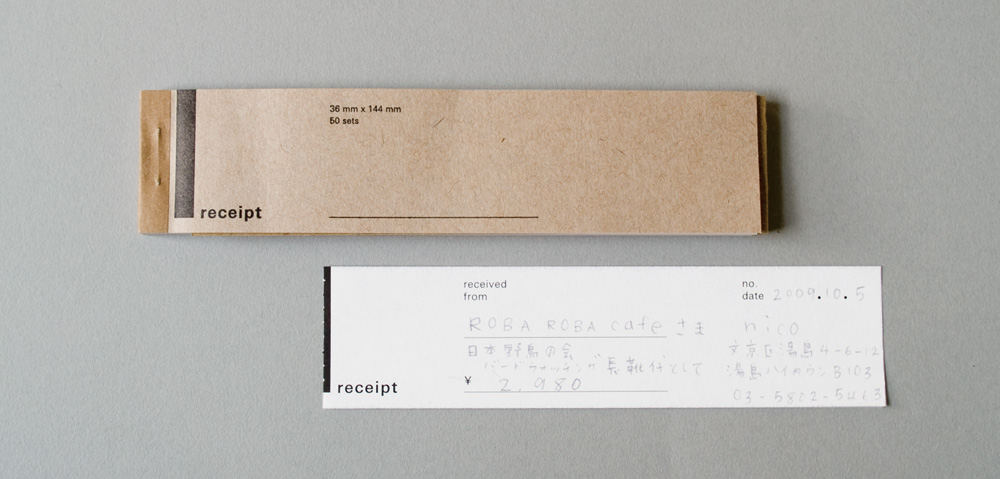 36 mm x 144 mm
50 sets
receipt
received
from
no.
date 2009.10.5
ROBA ROBA cafe さま
nico
日本野鳥の会
バードウォッチング長靴代として
¥ 2,980
文京区湯島4-6-12
湯島ハイタウンB103
03-5802-
receipt